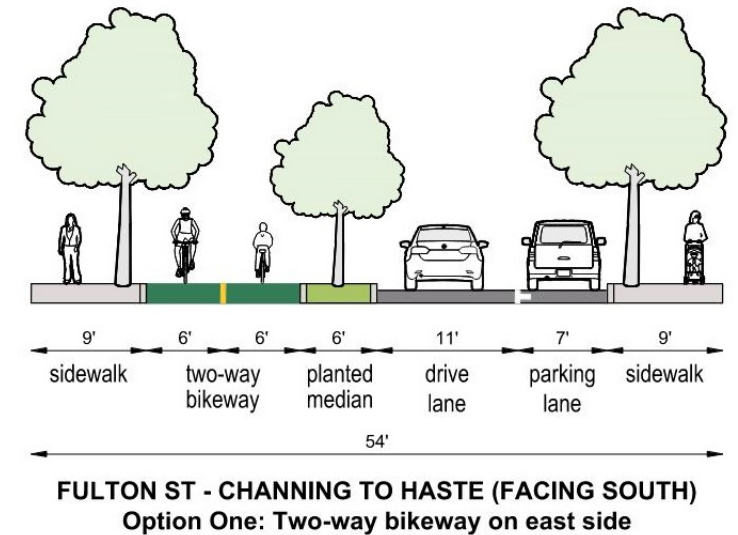 9' 6' 6' 6' 11' 7' 9'
sidewalk two-way planted drive parking sidewalk
bikeway median lane lane
54'
FULTON ST - CHANNING TO HASTE (FACING SOUTH)
Option One: Two-way bikeway on east side